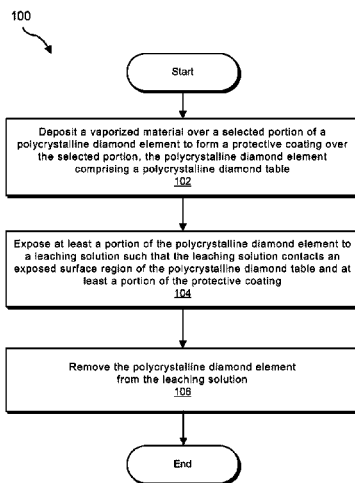 100
Start
Deposit a vaporized material over a selected portion of a
polycrystalline diamond element to form a protective coating over
the selected portion, the polycrystalline diamond element
comprising a polycrystalline diamond table
102
Expose at least a portion of the polycrystalline diamond element to
a leaching solution such that the leaching solution contacts an
exposed surface region of the polycrystalline diamond table and at
least a portion of the protective coating
104
Remove the polycrystalline diamond element
from the leaching solution
106
End